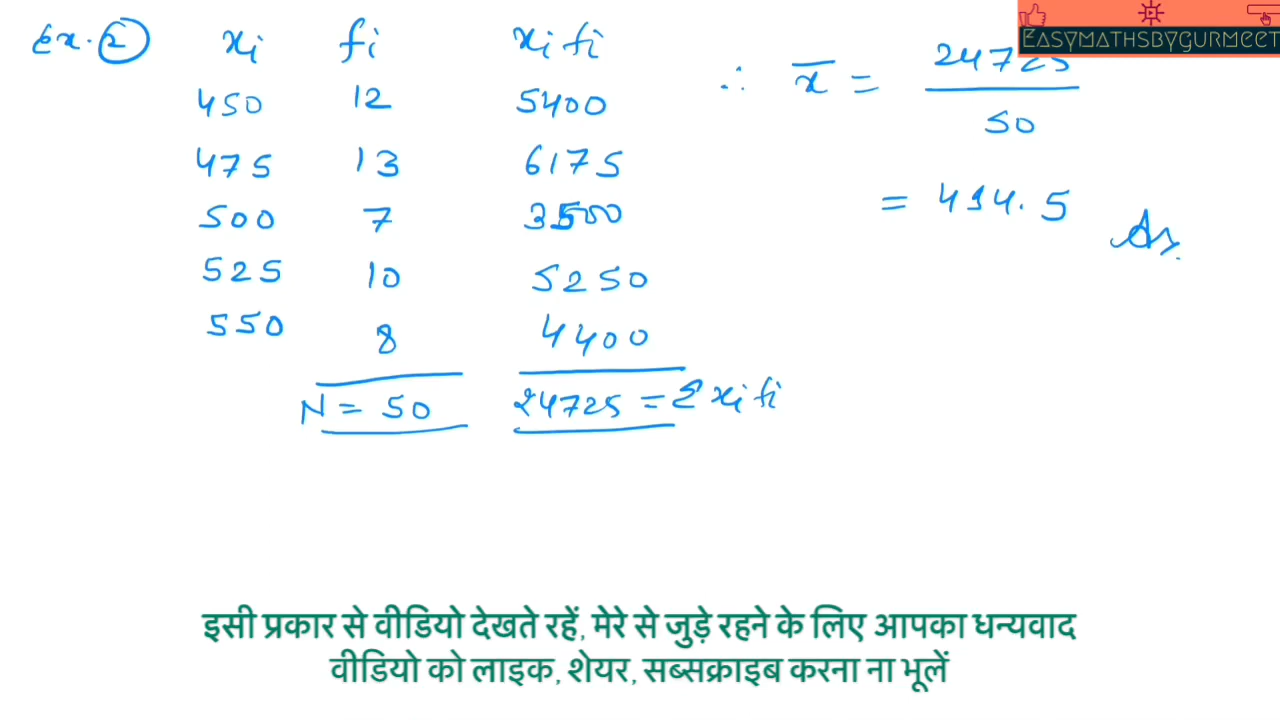 EASYMATHSBYGURMEET
Ex. 2 xi fi xifi
450 12 5400
475 13 6175
500 7 3500
525 10 5250
550 8 4400
N = 50 24725 = Σ xifi
∴ x̄ = 24725 / 50
= 494.5 Ans.
इसी प्रकार से वीडियो देखते रहें, मेरे से जुड़े रहने के लिए आपका धन्यवाद
वीडियो को लाइक, शेयर, सब्सक्राइब करना ना भूलें